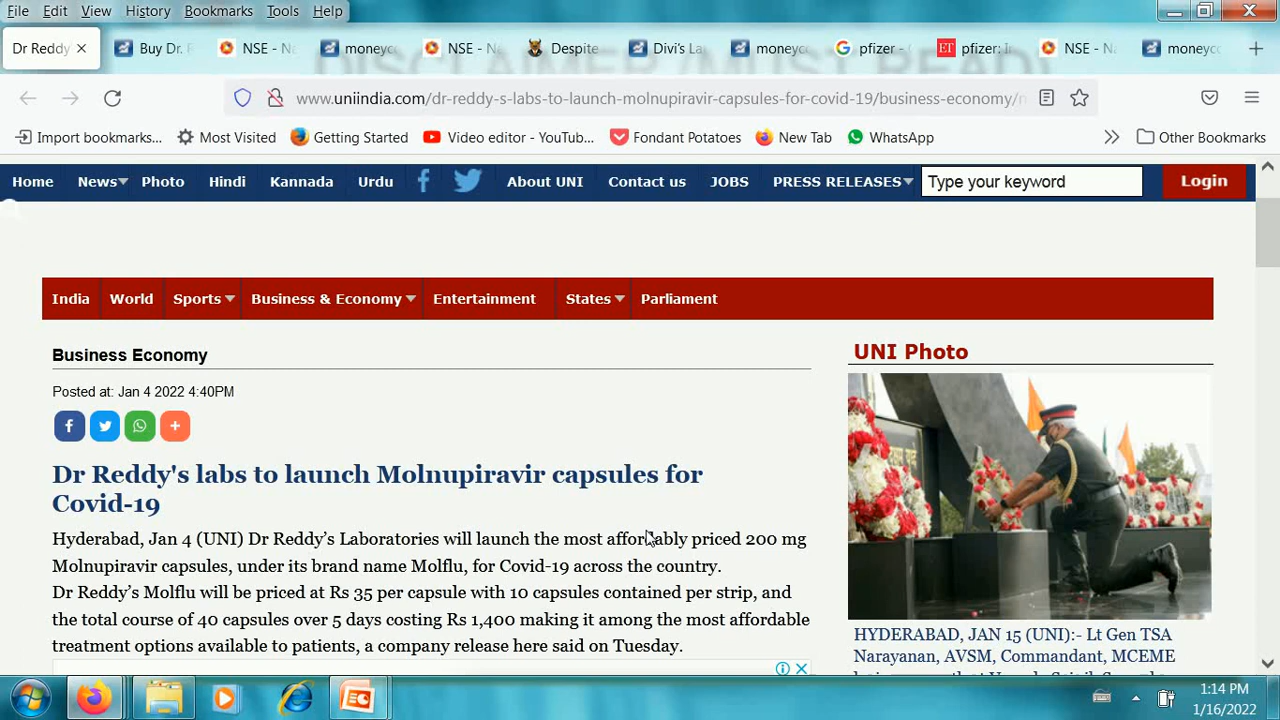 File Edit View History Bookmarks Tools Help
Dr Reddy Buy Dr. NSE - moneyc NSE - Despite Divi's La moneyc pfizer - pfizer: NSE - moneyc
www.uniindia.com/dr-reddy-s-labs-to-launch-molnupiravir-capsules-for-covid-19/business-economy/
Import bookmarks... Most Visited Getting Started Video editor - YouTub... Fondant Potatoes New Tab WhatsApp Other Bookmarks
Home News Photo Hindi Kannada Urdu About UNI Contact us JOBS PRESS RELEASES Type your keyword Login
India World Sports Business & Economy Entertainment States Parliament
Business Economy
Posted at: Jan 4 2022 4:40PM
Dr Reddy's labs to launch Molnupiravir capsules for
Covid-19
Hyderabad, Jan 4 (UNI) Dr Reddy's Laboratories will launch the most affordably priced 200 mg
Molnupiravir capsules, under its brand name Molflu, for Covid-19 across the country.
Dr Reddy's Molflu will be priced at Rs 35 per capsule with 10 capsules contained per strip, and
the total course of 40 capsules over 5 days costing Rs 1,400 making it among the most affordable
treatment options available to patients, a company release here said on Tuesday.
UNI Photo
HYDERABAD, JAN 15 (UNI):- Lt Gen TSA
Narayanan, AVSM, Commandant, MCEME
1:14 PM
1/16/2022